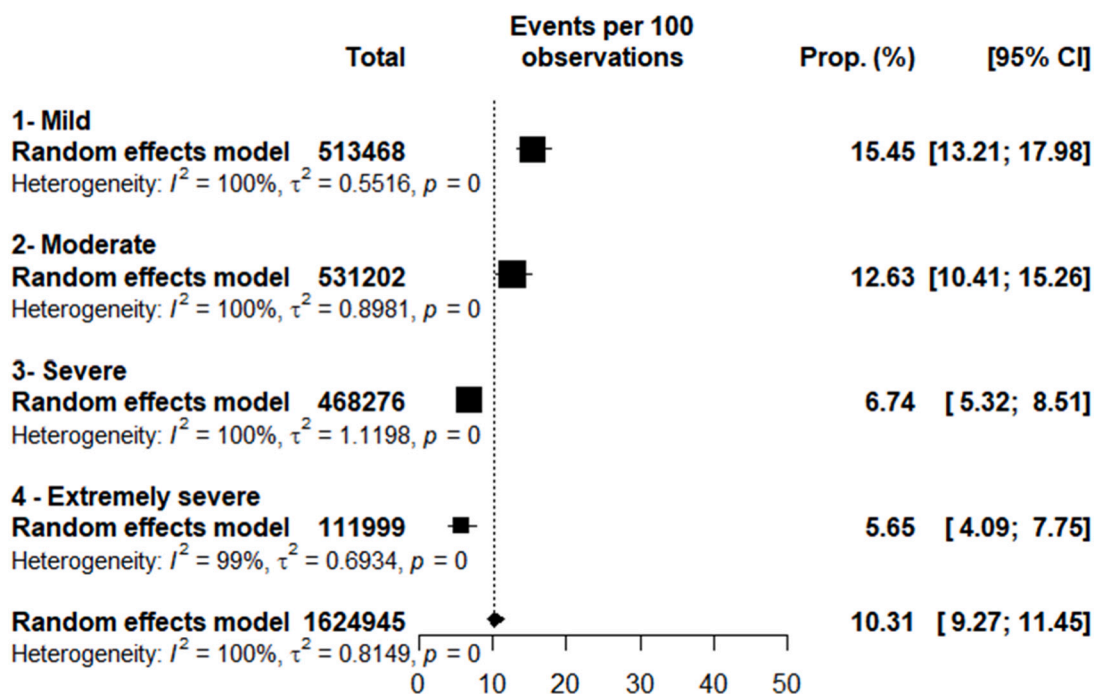 Events per 100
Total observations Prop. (%) [95% CI]
1- Mild
Random effects model 513468 15.45 [13.21; 17.98]
Heterogeneity: I² = 100%, τ² = 0.5516, p = 0
2- Moderate
Random effects model 531202 12.63 [10.41; 15.26]
Heterogeneity: I² = 100%, τ² = 0.8981, p = 0
3- Severe
Random effects model 468276 6.74 [ 5.32; 8.51]
Heterogeneity: I² = 100%, τ² = 1.1198, p = 0
4 - Extremely severe
Random effects model 111999 5.65 [ 4.09; 7.75]
Heterogeneity: I² = 99%, τ² = 0.6934, p = 0
Random effects model 1624945 10.31 [ 9.27; 11.45]
Heterogeneity: I² = 100%, τ² = 0.8149, p = 0
0 10 20 30 40 50